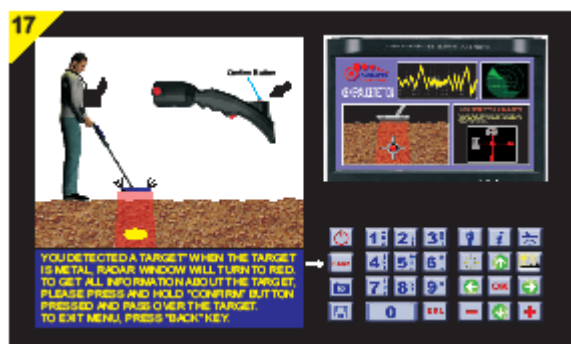 17
Confirm Button
YOU DETECTED A TARGET" WHEN THE TARGET
IS METAL, RADAR WINDOW WILL TURN TO RED.
TO GET ALL INFORMATION ABOUT THE TARGET,
PLEASE PRESS AND HOLD "CONFIRM" BUTTON
PRESSED AND PASS OVER THE TARGET.
TO EXIT MENU, PRESS "BACK" KEY.
1 2 3
4 5 6
7 8 9
OK
0